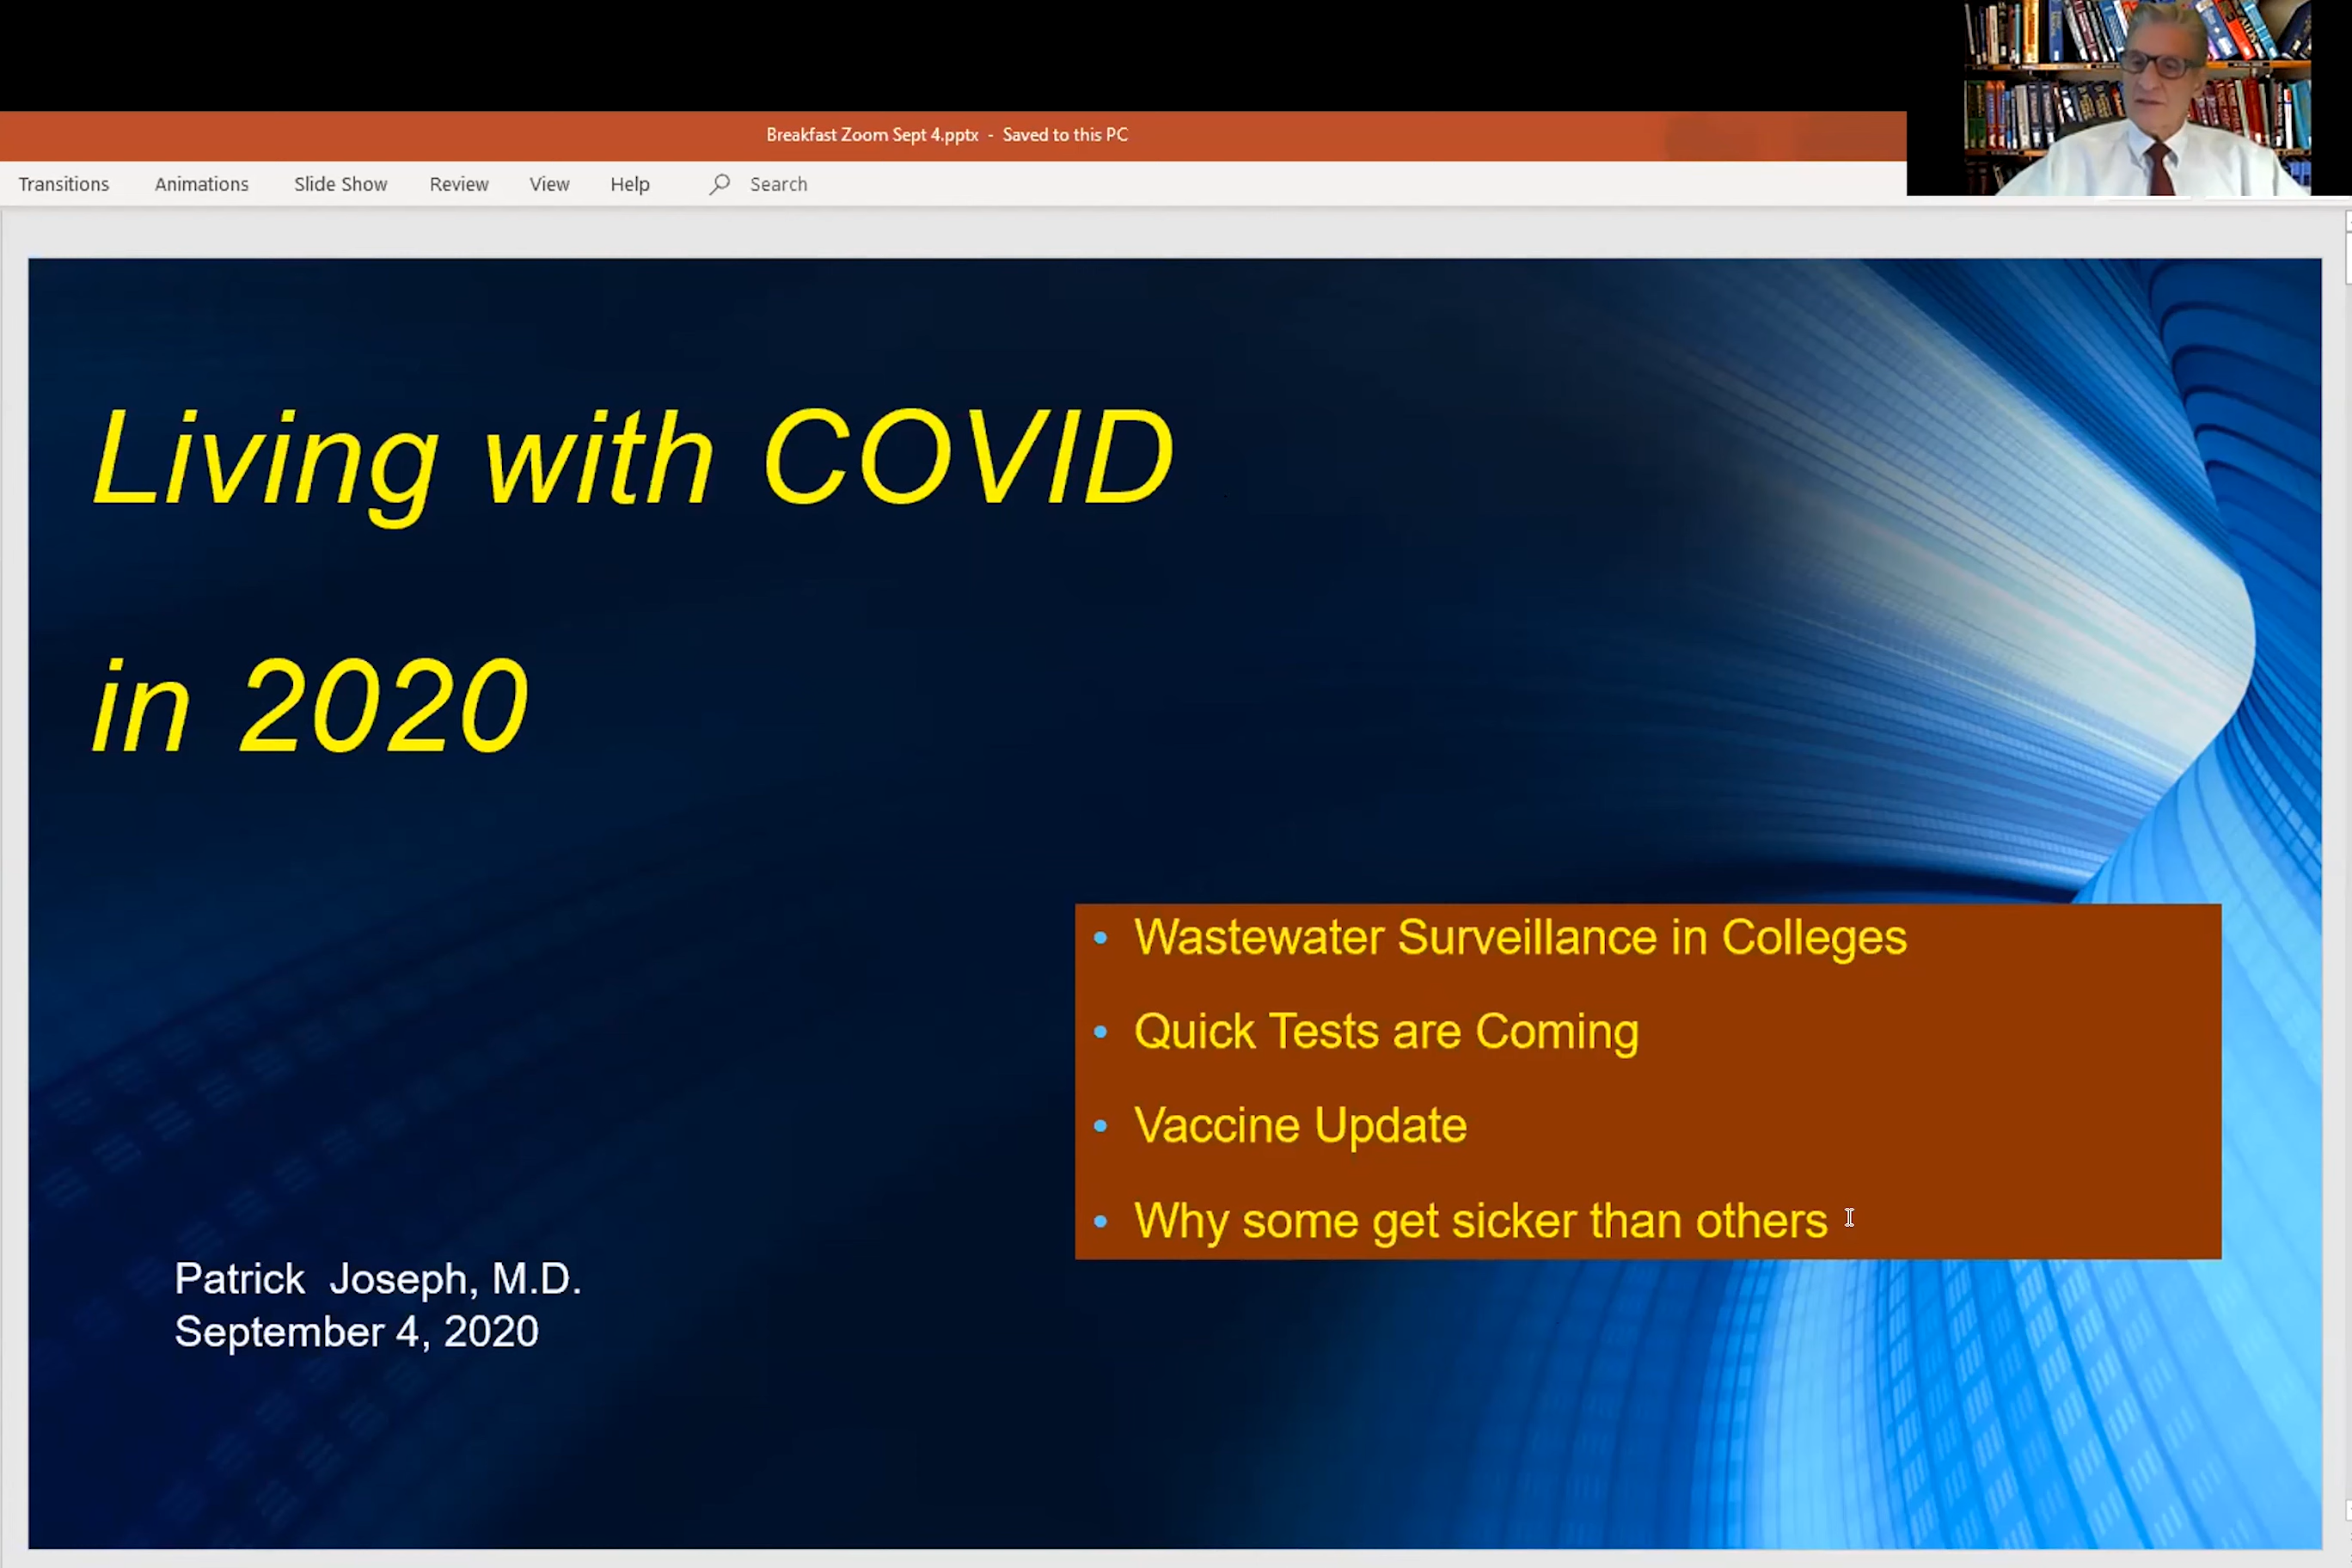 Breakfast Zoom Sept 4.pptx - Saved to this PC
Transitions Animations Slide Show Review View Help Search
Living with COVID
in 2020
• Wastewater Surveillance in Colleges
• Quick Tests are Coming
• Vaccine Update
• Why some get sicker than others
Patrick Joseph, M.D.
September 4, 2020